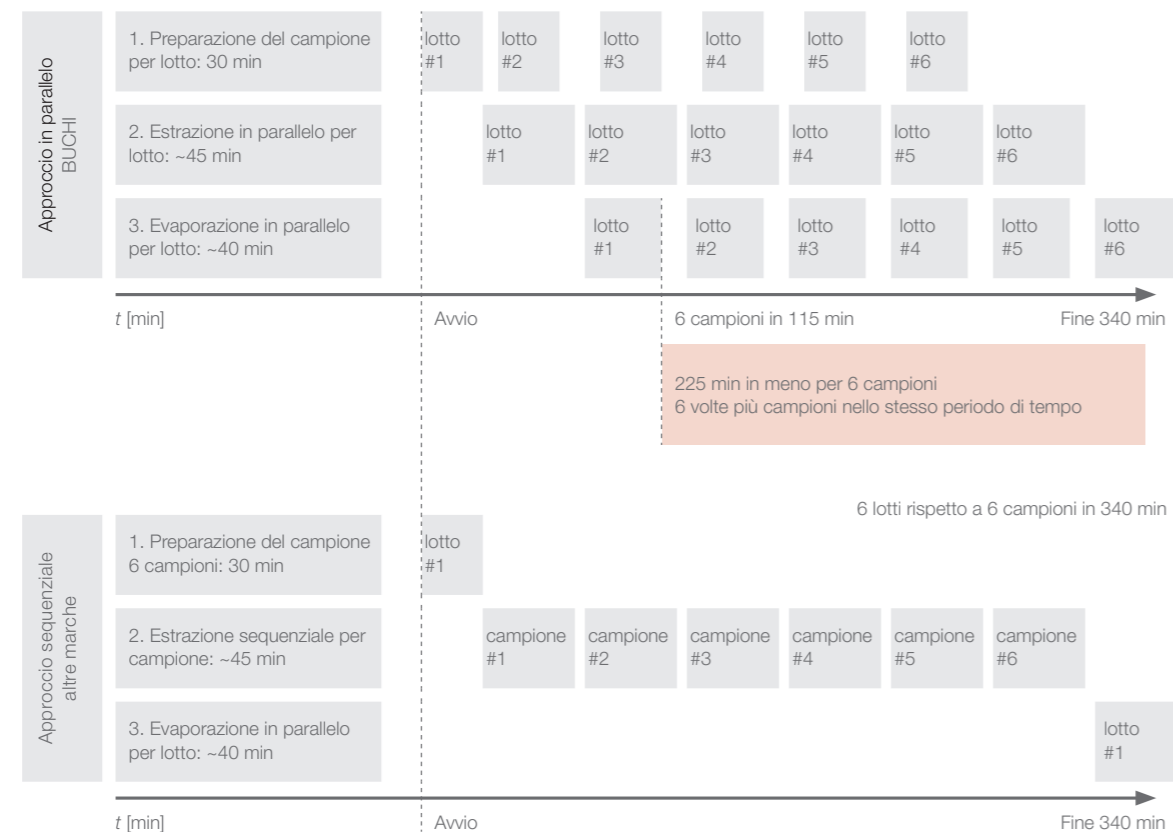 Approccio in parallelo
BUCHI
1. Preparazione del campione
per lotto: 30 min
lotto
#1
lotto
#2
lotto
#3
lotto
#4
lotto
#5
lotto
#6
2. Estrazione in parallelo per
lotto: ~45 min
lotto
#1
lotto
#2
lotto
#3
lotto
#4
lotto
#5
lotto
#6
3. Evaporazione in parallelo
per lotto: ~40 min
lotto
#1
lotto
#2
lotto
#3
lotto
#4
lotto
#5
lotto
#6
t [min]
Avvio
6 campioni in 115 min
Fine 340 min
225 min in meno per 6 campioni
6 volte più campioni nello stesso periodo di tempo
6 lotti rispetto a 6 campioni in 340 min
Approccio sequenziale
altre marche
1. Preparazione del campione
6 campioni: 30 min
lotto
#1
2. Estrazione sequenziale per
campione: ~45 min
campione
#1
campione
#2
campione
#3
campione
#4
campione
#5
campione
#6
3. Evaporazione in parallelo
per lotto: ~40 min
lotto
#1
t [min]
Avvio
Fine 340 min